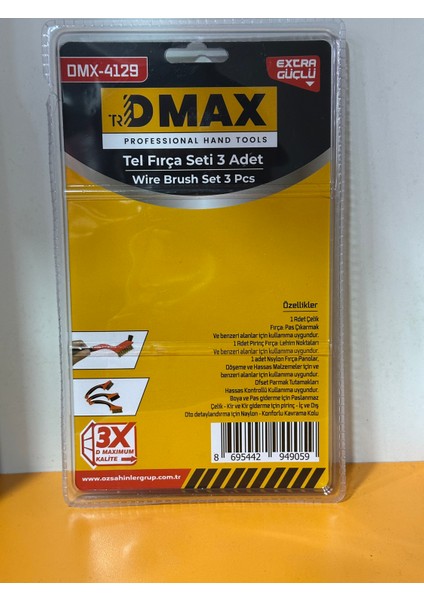 DMX-4129
EXTRA
GÜÇLÜ
TR DMAX
PROFESSIONAL HAND TOOLS
Tel Fırça Seti 3 Adet
Wire Brush Set 3 Pcs
Özellikler
1 Adet Çelik
Fırça: Pas Çıkarmak
Ve benzeri alanlar için kullanıma uygundur.
1 Adet Pirinç Fırça: Lehim Noktaları
Ve benzeri alanlar için kullanıma uygundur.
1 adet Nsylon Fırça Panolar,
Döşeme ve Hassas Malzemeler için ve
benzeri alanlar için kullanıma uygundur.
Ofset Parmak Tutamakları
Hassas Kontrollü Kullanıma uygundur.
Boya ve Pas giderme için Paslanmaz
Çelik - Kir ve Kir giderme için pirinç - İç ve Dış
Oto detaylandırma için Naylon - Konforlu Kavrama Kolu
3X
D MAXIMUM
KALİTE
8 695442 949059
www.ozsahinlergrup.com.tr